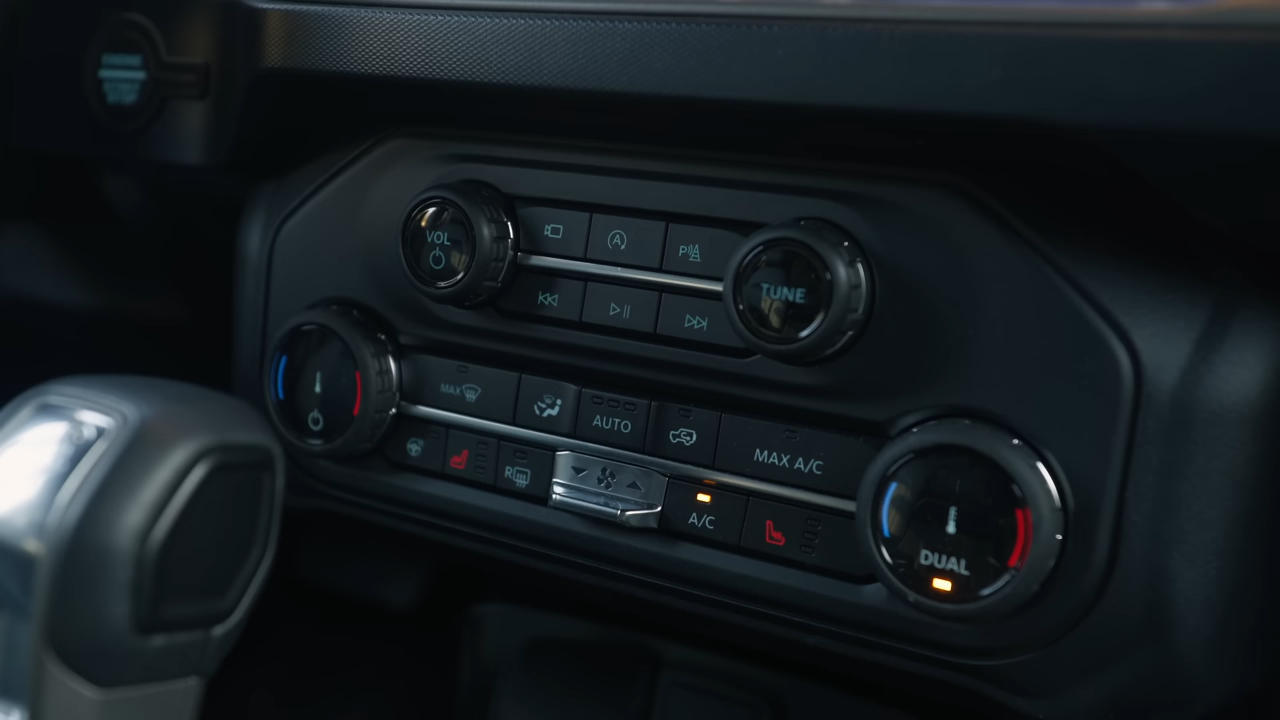 VOL
TUNE
MAX
AUTO
MAX A/C
R
A/C
DUAL